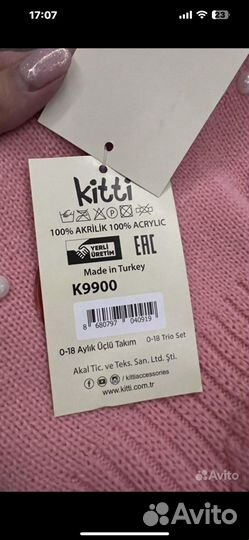 17:07
23
kitti
100% AKRİLİK 100% ACRYLIC
YERLİ
ÜRETİM
EAC
Made in Turkey
K9900
8 680797 040919
0-18 Aylık Üçlü Takım 0-18 Trio Set
Akal Tic. ve Teks. San. Ltd. Şti.
/kittiaccessories
www.kitti.com.tr
Avito
Avito